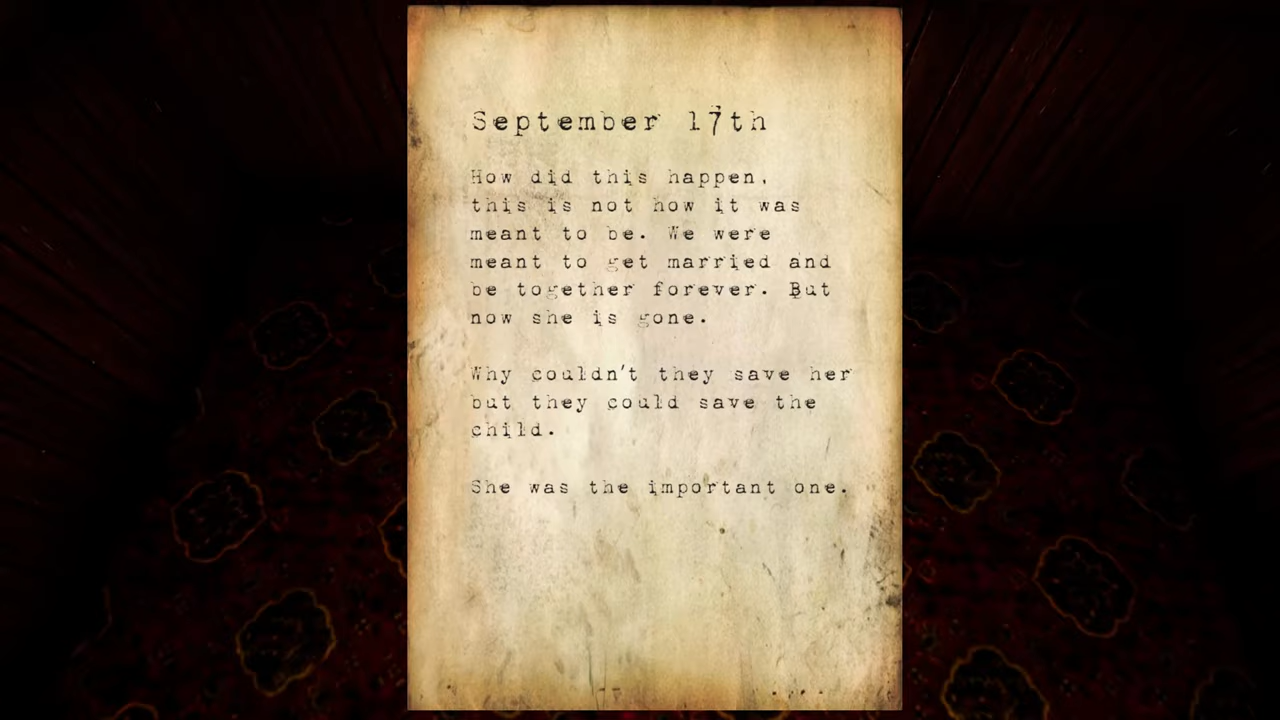 September 17th
How did this happen,
this is not how it was
meant to be. We were
meant to get married and
be together forever. But
now she is gone.
Why couldn't they save her
but they could save the
child.
She was the important one.